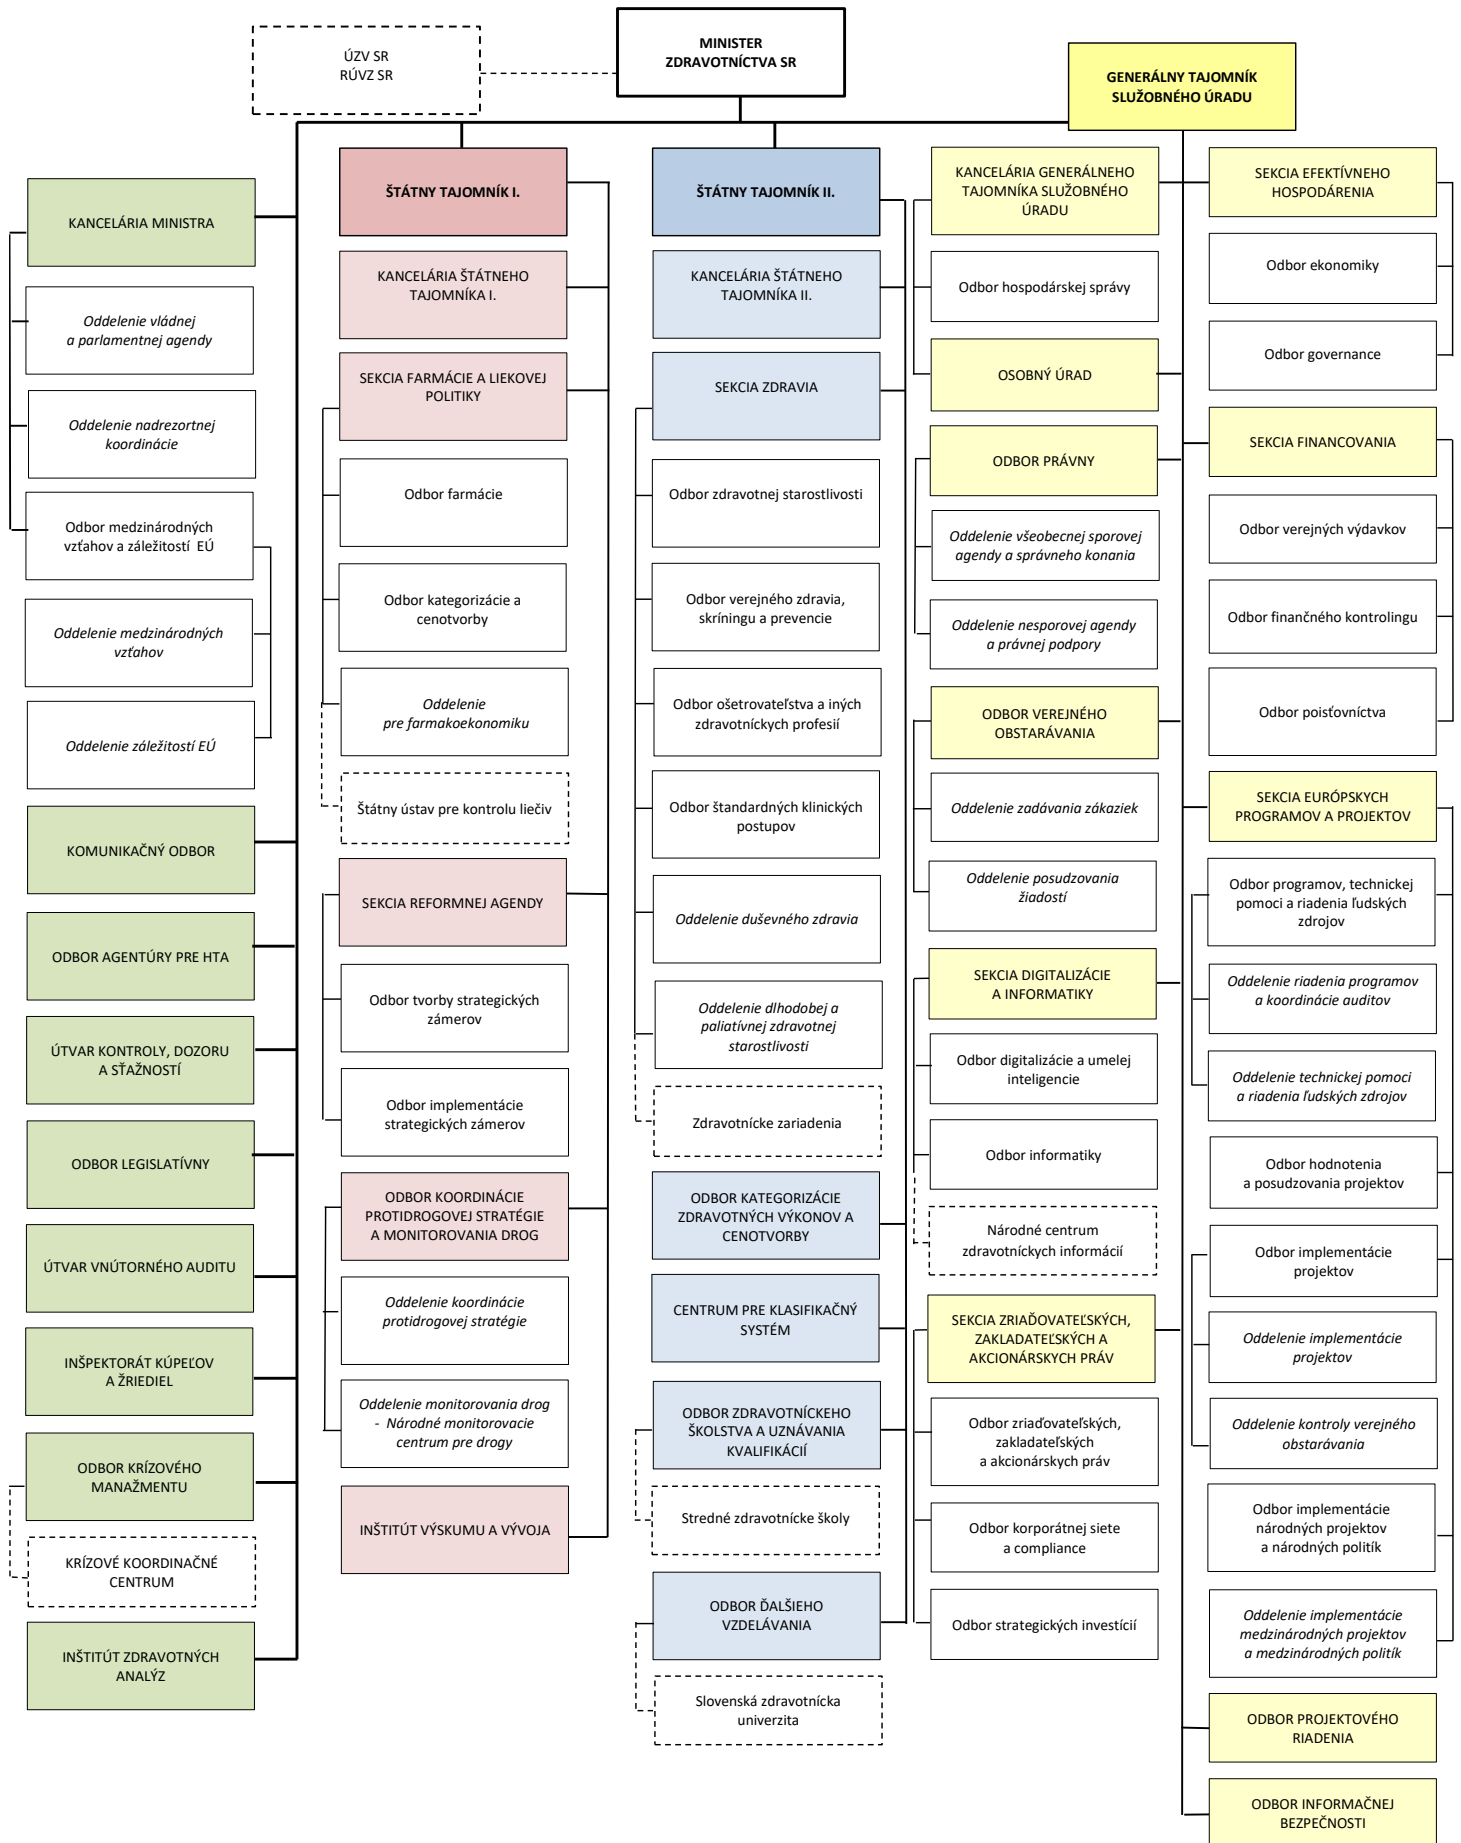 ÚZV SR
RÚVZ SR
MINISTER
ZDRAVOTNÍCTVA SR
GENERÁLNY TAJOMNÍK
SLUŽOBNÉHO ÚRADU
KANCELÁRIA MINISTRA
Oddelenie vládnej
a parlamentnej agendy
Oddelenie nadrezortnej
koordinácie
Odbor medzinárodných
vzťahov a záležitostí  EÚ
Oddelenie medzinárodných
vzťahov
Oddelenie záležitostí EÚ
KOMUNIKAČNÝ ODBOR
ODBOR AGENTÚRY PRE HTA
ÚTVAR KONTROLY, DOZORU
A SŤAŽNOSTÍ
ODBOR LEGISLATÍVNY
ÚTVAR VNÚTORNÉHO AUDITU
INŠPEKTORÁT KÚPEĽOV
A ŽRIEDIEL
ODBOR KRÍZOVÉHO
MANAŽMENTU
KRÍZOVÉ KOORDINAČNÉ
CENTRUM
INŠTITÚT ZDRAVOTNÝCH
ANALÝZ
ŠTÁTNY TAJOMNÍK I.
KANCELÁRIA ŠTÁTNEHO
TAJOMNÍKA I.
SEKCIA FARMÁCIE A LIEKOVEJ
POLITIKY
Odbor farmácie
Odbor kategorizácie a
cenotvorby
Oddelenie
pre farmakoekonomiku
Štátny ústav pre kontrolu liečiv
SEKCIA REFORMNEJ AGENDY
Odbor tvorby strategických
zámerov
Odbor implementácie
strategických zámerov
ODBOR KOORDINÁCIE
PROTIDROGOVEJ STRATÉGIE
A MONITOROVANIA DROG
Oddelenie koordinácie
protidrogovej stratégie
Oddelenie monitorovania drog
-  Národné monitorovacie
centrum pre drogy
INŠTITÚT VÝSKUMU A VÝVOJA
ŠTÁTNY TAJOMNÍK II.
KANCELÁRIA ŠTÁTNEHO
TAJOMNÍKA II.
SEKCIA ZDRAVIA
Odbor zdravotnej starostlivosti
Odbor verejného zdravia,
skríningu a prevencie
Odbor ošetrovateľstva a iných
zdravotníckych profesií
Odbor štandardných klinických
postupov
Oddelenie duševného zdravia
Oddelenie dlhodobej a
paliatívnej zdravotnej
starostlivosti
Zdravotnícke zariadenia
ODBOR KATEGORIZÁCIE
ZDRAVOTNÝCH VÝKONOV A
CENOTVORBY
CENTRUM PRE KLASIFIKAČNÝ
SYSTÉM
ODBOR ZDRAVOTNÍCKEHO
ŠKOLSTVA A UZNÁVANIA
KVALIFIKÁCIÍ
Stredné zdravotnícke školy
ODBOR ĎALŠIEHO
VZDELÁVANIA
Slovenská zdravotnícka
univerzita
KANCELÁRIA GENERÁLNEHO
TAJOMNÍKA SLUŽOBNÉHO
ÚRADU
Odbor hospodárskej správy
OSOBNÝ ÚRAD
ODBOR PRÁVNY
Oddelenie všeobecnej sporovej
agendy a správneho konania
Oddelenie nesporovej agendy
a právnej podpory
ODBOR VEREJNÉHO
OBSTARÁVANIA
Oddelenie zadávania zákaziek
Oddelenie posudzovania
žiadostí
SEKCIA DIGITALIZÁCIE
A INFORMATIKY
Odbor digitalizácie a umelej
inteligencie
Odbor informatiky
Národné centrum
zdravotníckych informácií
SEKCIA ZRIAĎOVATEĽSKÝCH,
ZAKLADATEĽSKÝCH A
AKCIONÁRSKYCH PRÁV
Odbor zriaďovateľských,
zakladateľských
a akcionárskych práv
Odbor korporátnej siete
a compliance
Odbor strategických investícií
SEKCIA EFEKTÍVNEHO
HOSPODÁRENIA
Odbor ekonomiky
Odbor governance
SEKCIA FINANCOVANIA
Odbor verejných výdavkov
Odbor finančného kontrolingu
Odbor poisťovníctva
SEKCIA EURÓPSKYCH
PROGRAMOV A PROJEKTOV
Odbor programov, technickej
pomoci a riadenia ľudských
zdrojov
Oddelenie riadenia programov
a koordinácie auditov
Oddelenie technickej pomoci
a riadenia ľudských zdrojov
Odbor hodnotenia
a posudzovania projektov
Odbor implementácie
projektov
Oddelenie implementácie
projektov
Oddelenie kontroly verejného
obstarávania
Odbor implementácie
národných projektov
a národných politík
Oddelenie implementácie
medzinárodných projektov
a medzinárodných politík
ODBOR PROJEKTOVÉHO
RIADENIA
ODBOR INFORMAČNEJ
BEZPEČNOSTI